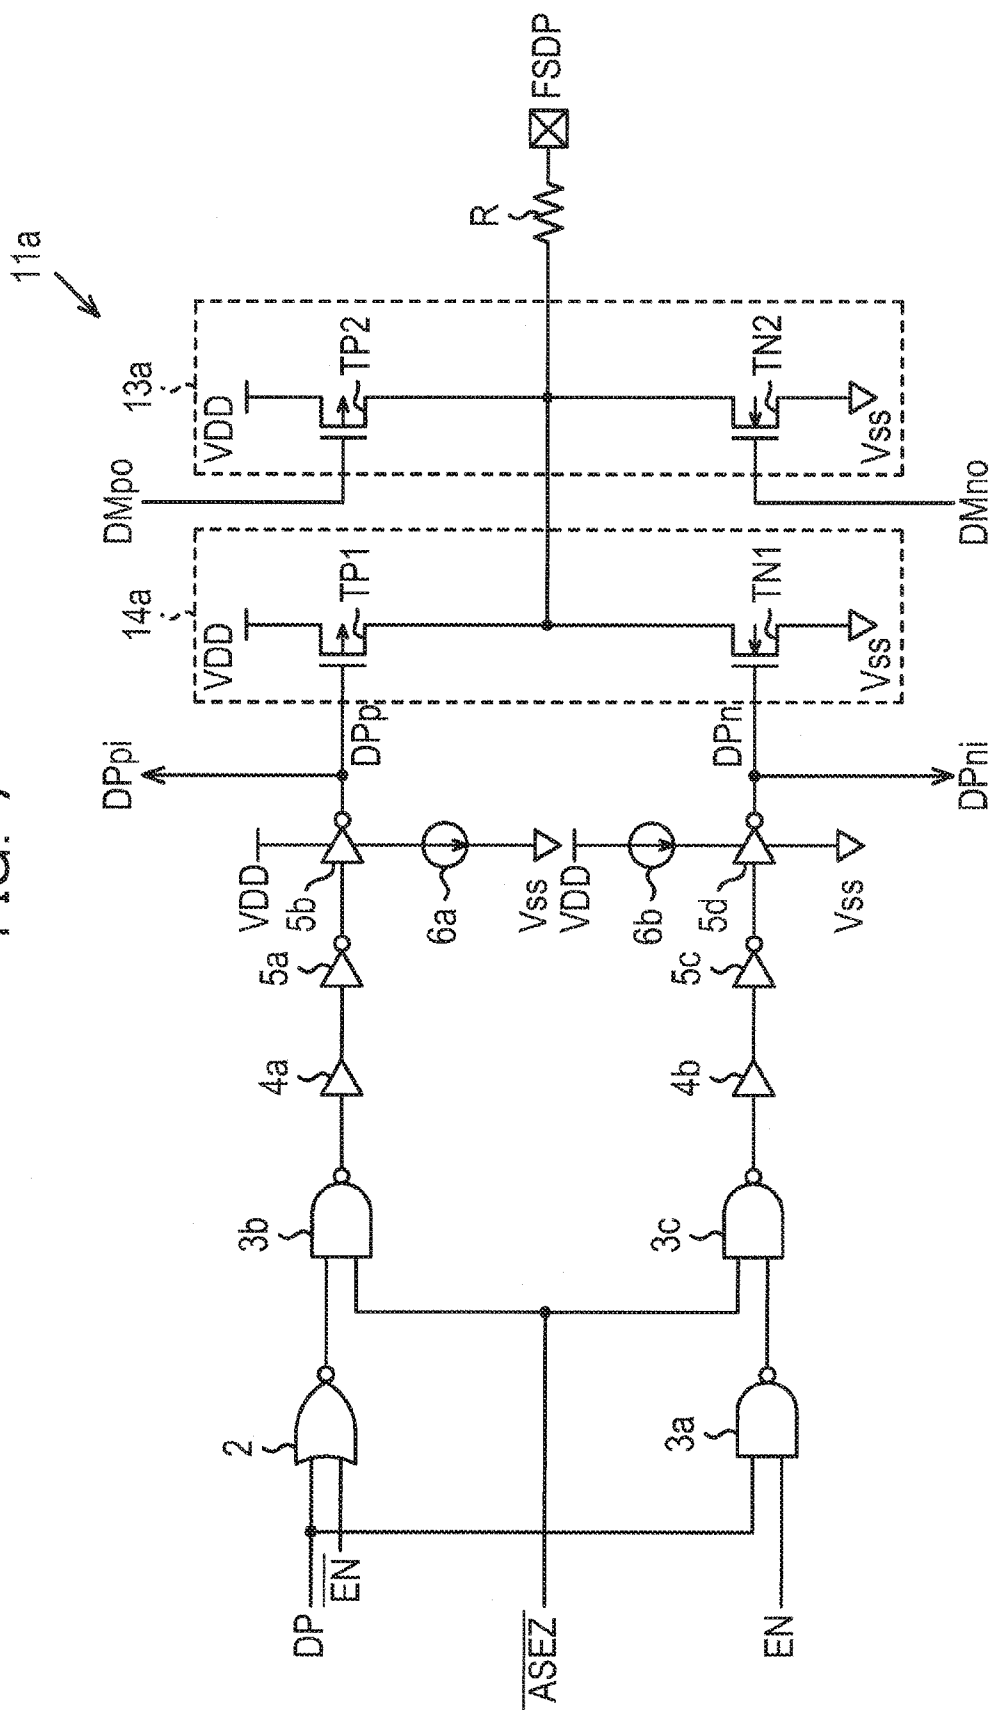 11a
13a
14a
VDD
VDD
DMpo
TP2
TP1
DPpi
DPp
R
FSDP
VDD
5b
5a
4a
3b
2
DP
EN
6a
Vss
VDD
6b
ASEZ
DPn
TN1
TN2
Vss
Vss
DMno
DPni
5d
5c
4b
3c
3a
Vss
EN